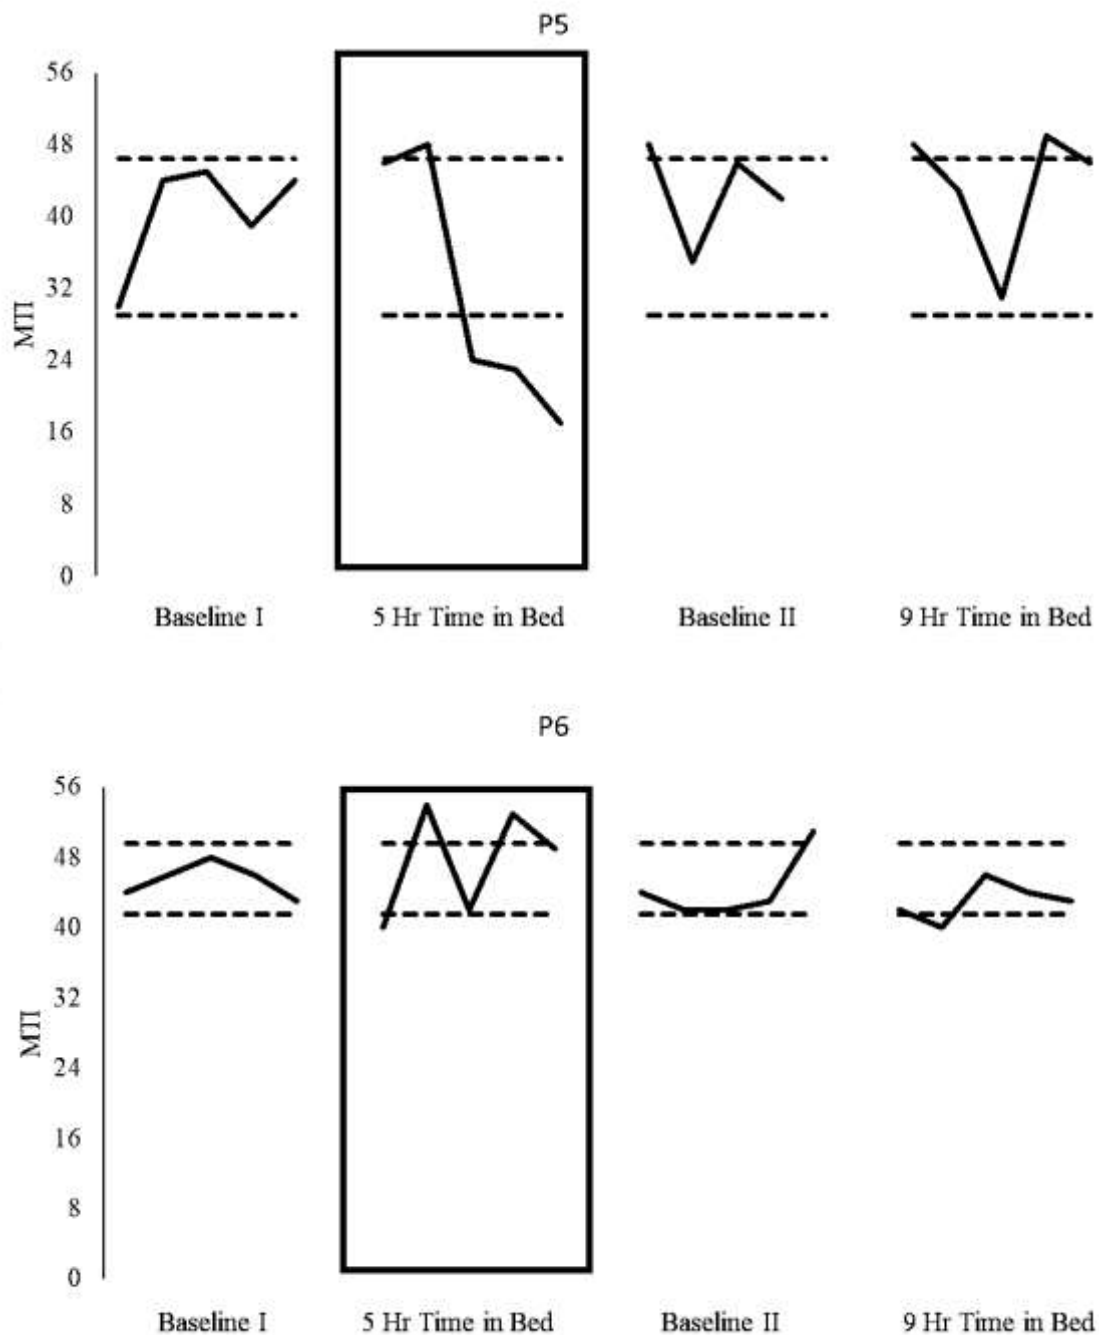 P5
56
48
40
32
24
16
8
0
MTI
Baseline I
5 Hr Time in Bed
Baseline II
9 Hr Time in Bed
P6
56
48
40
32
24
16
8
0
MTI
Baseline I
5 Hr Time in Bed
Baseline II
9 Hr Time in Bed